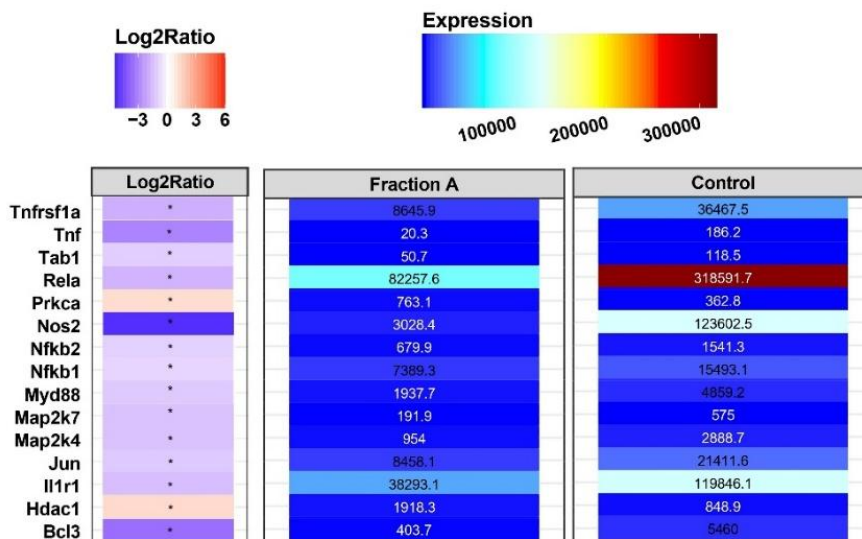 Log2Ratio
−3 0 3 6
Expression
100000 200000 300000
Log2Ratio Fraction A Control
Tnfrsf1a * 8645.9 36467.5
Tnf * 20.3 186.2
Tab1 * 50.7 118.5
Rela * 82257.6 318591.7
Prkca * 763.1 362.8
Nos2 * 3028.4 123602.5
Nfkb2 * 679.9 1541.3
Nfkb1 * 7389.3 15493.1
Myd88 * 1937.7 4859.2
Map2k7 * 191.9 575
Map2k4 * 954 2888.7
Jun * 8458.1 21411.6
Il1r1 * 38293.1 119846.1
Hdac1 * 1918.3 848.9
Bcl3 * 403.7 5460